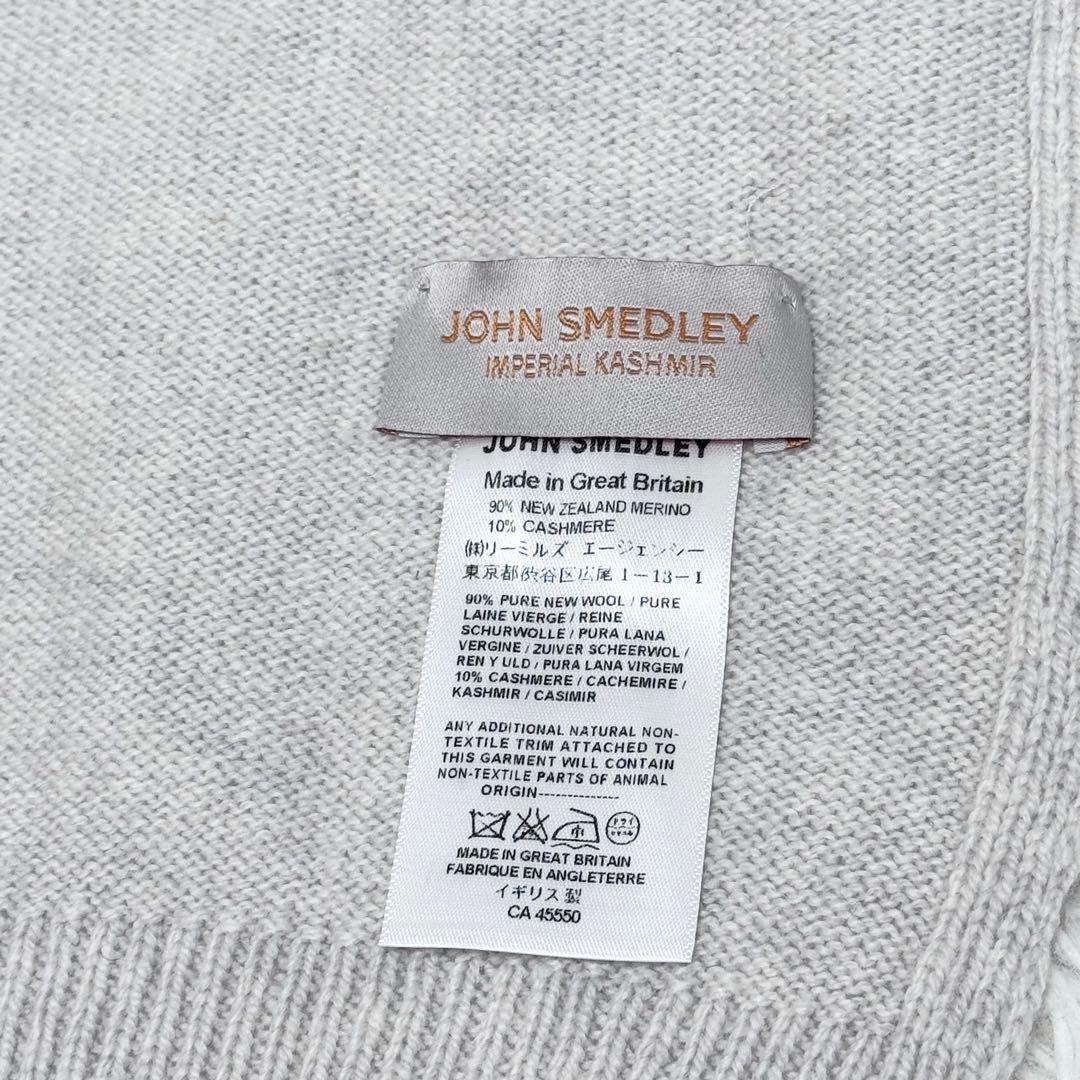 JOHN SMEDLEY
IMPERIAL KASHMIR
JOHN SMEDLEY
Made in Great Britain
90% NEW ZEALAND MERINO
10% CASHMERE
㈱リーミルズ エージェンシー
東京都渋谷区広尾1-13-1
90% PURE NEW WOOL / PURE
LAINE VIERGE / REINE
SCHURWOLLE / PURA LANA
VERGINE / ZUIVER SCHEERWOL /
REN Y ULD / PURA LANA VIRGEM
10% CASHMERE / CACHEMIRE /
KASHMIR / CASIMIR
ANY ADDITIONAL NATURAL NON-
TEXTILE TRIM ATTACHED TO
THIS GARMENT WILL CONTAIN
NON-TEXTILE PARTS OF ANIMAL
ORIGIN--------------
中 ドライ
MADE IN GREAT BRITAIN
FABRIQUE EN ANGLETERRE
イギリス製
CA 45550